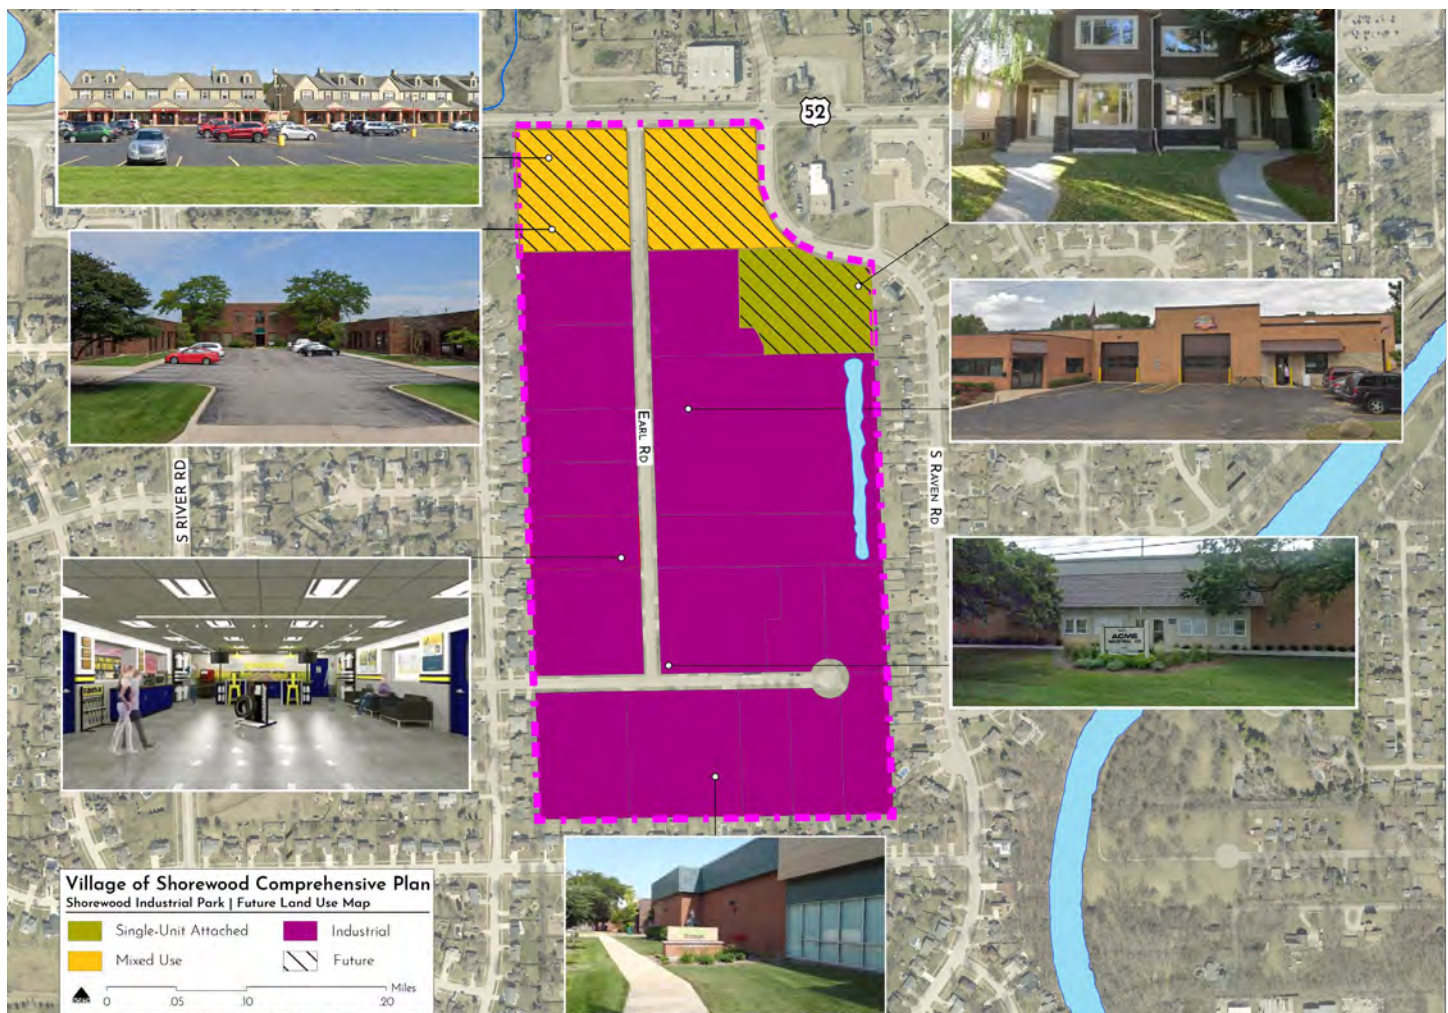 52
EARL RD
S RIVER RD
S RAVEN RD
ACME
Village of Shorewood Comprehensive Plan
Shorewood Industrial Park | Future Land Use Map
Single-Unit Attached
Industrial
Mixed Use
Future
Miles
0 .05 .10 .20